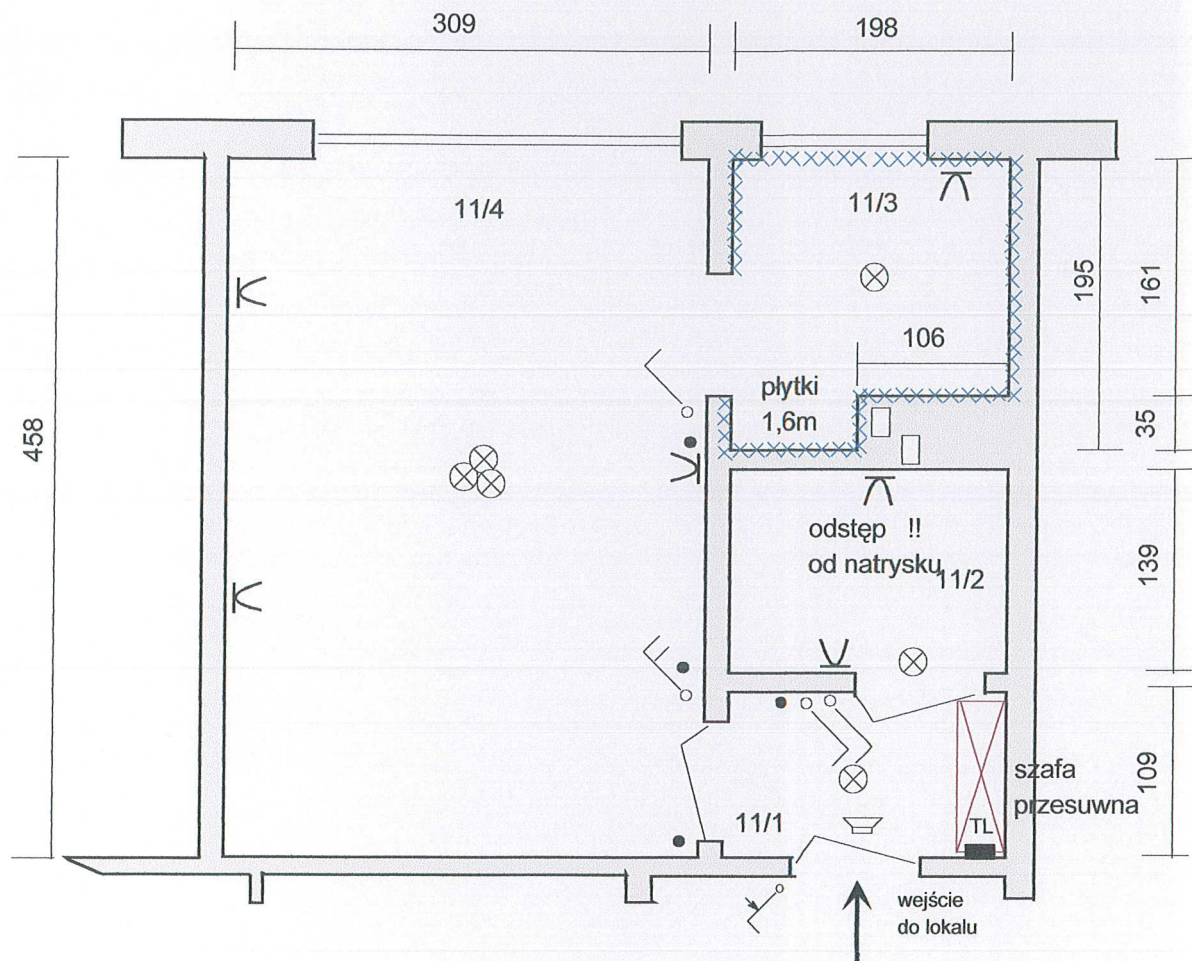 309
198
11/4
11/3
195
161
106
płytki
1,6m
35
458
odstęp !!
od natrysku
11/2
139
szafa
przesuwna
109
11/1
TL
wejście
do lokalu